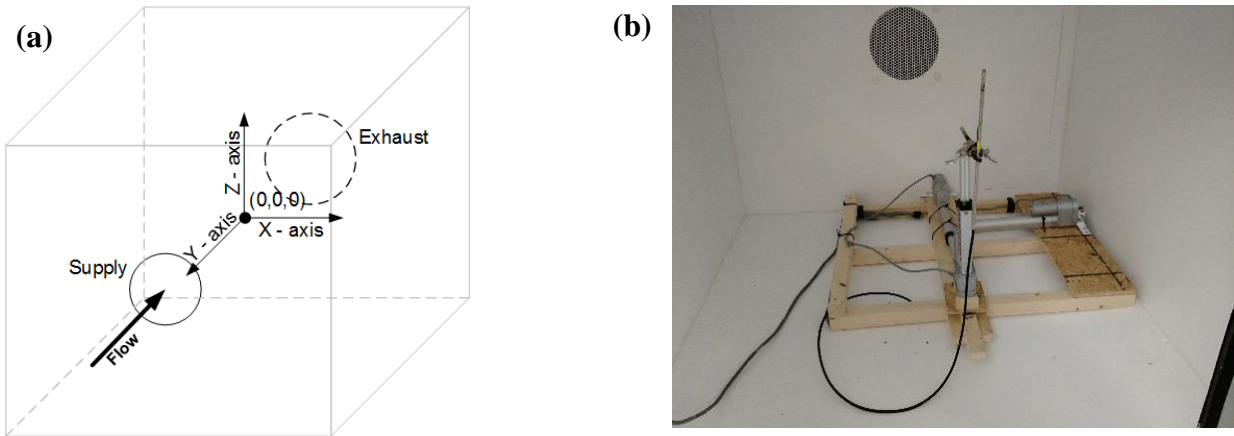 (a)
(b)
Exhaust
Z - axis
(0,0,0)
X - axis
Y - axis
Supply
Flow